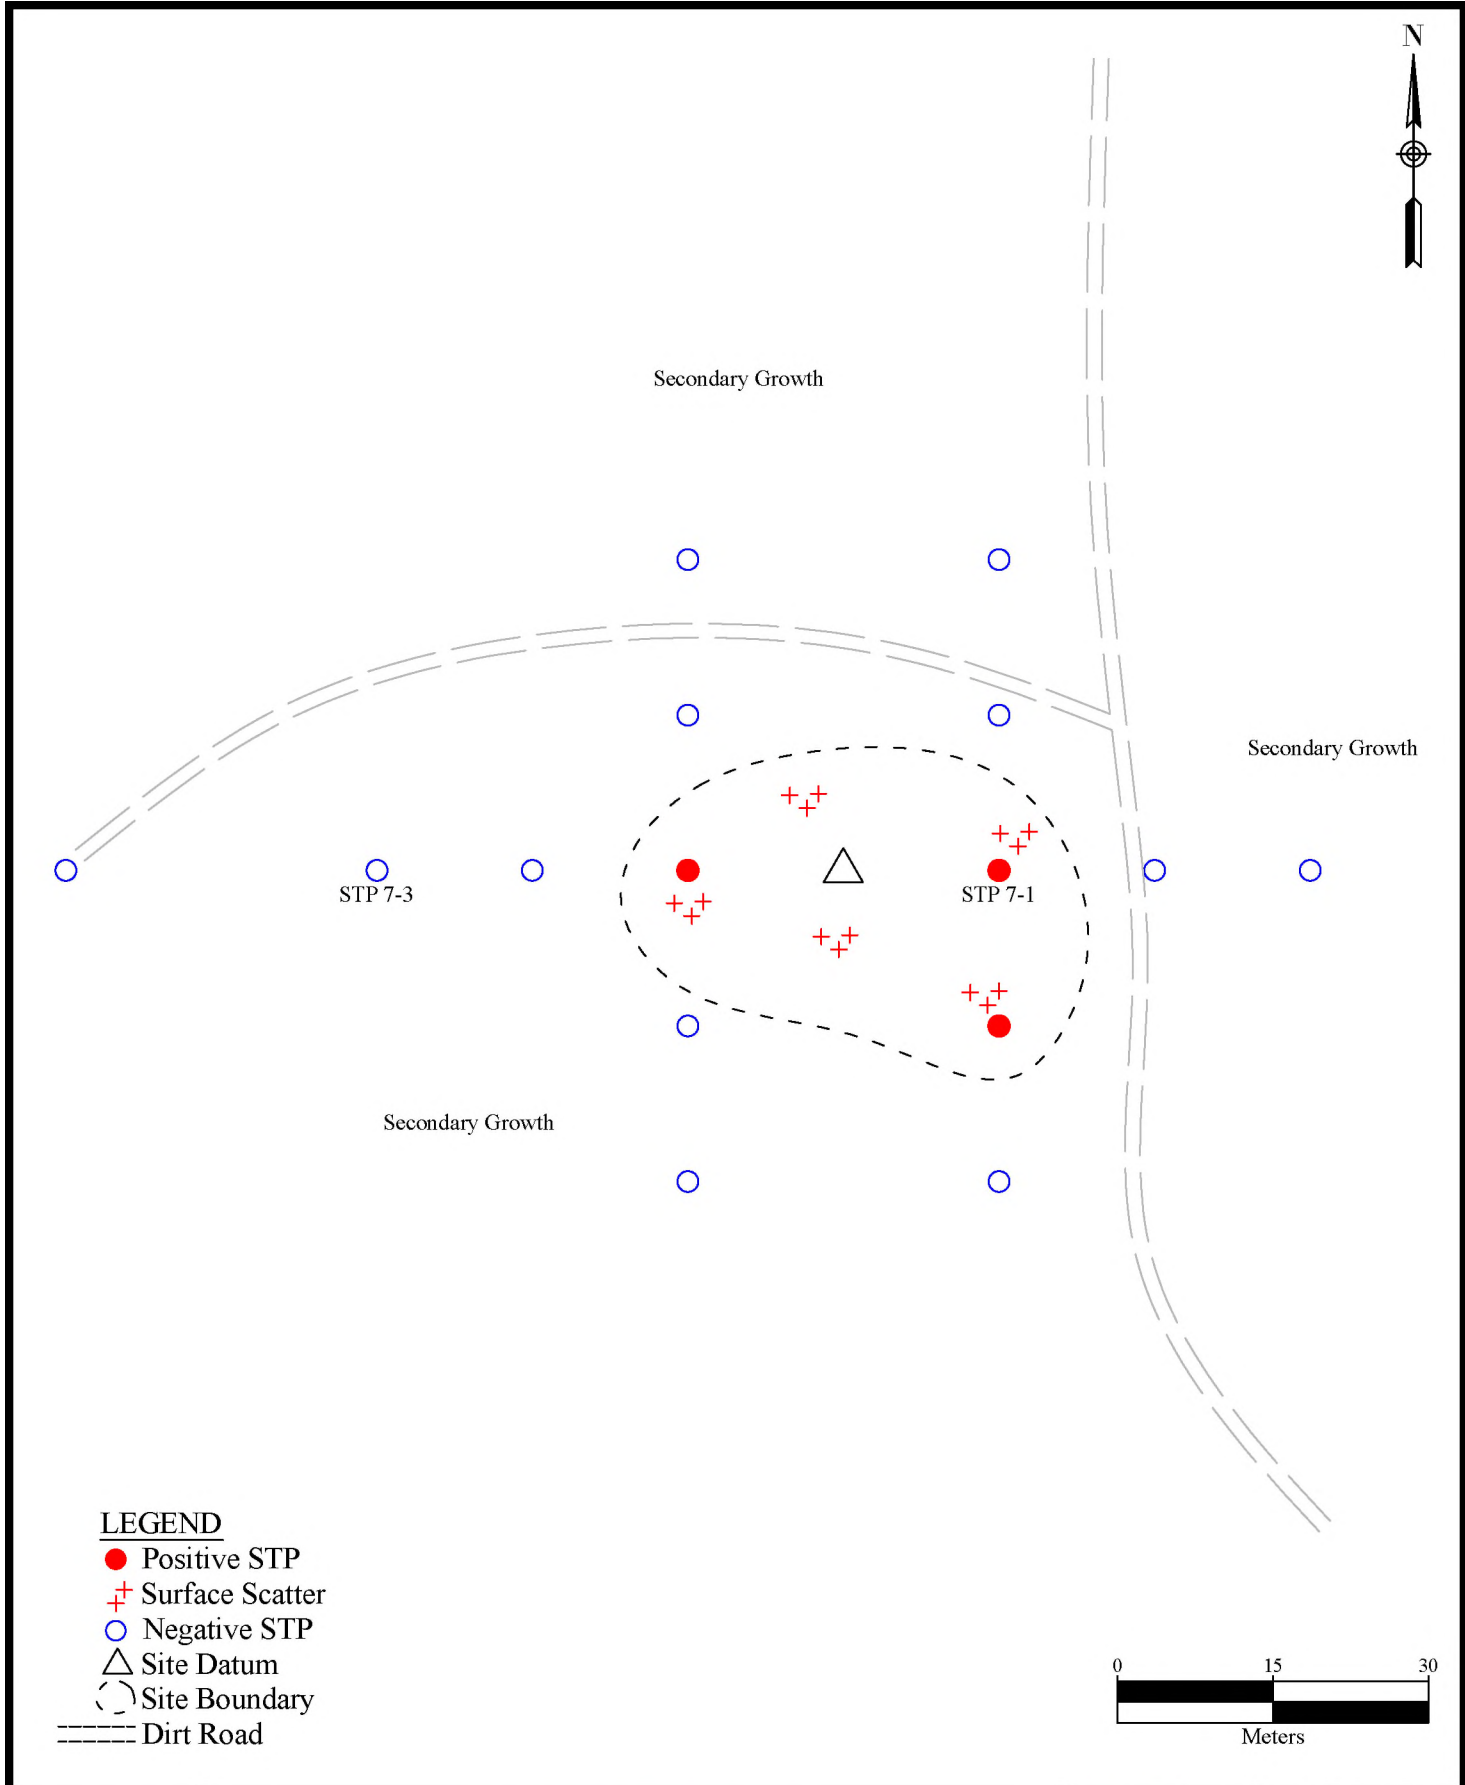 N
Secondary Growth
Secondary Growth
STP 7-3
STP 7-1
Secondary Growth
LEGEND
Positive STP
Surface Scatter
Negative STP
Site Datum
Site Boundary
Dirt Road
0 15 30
Meters